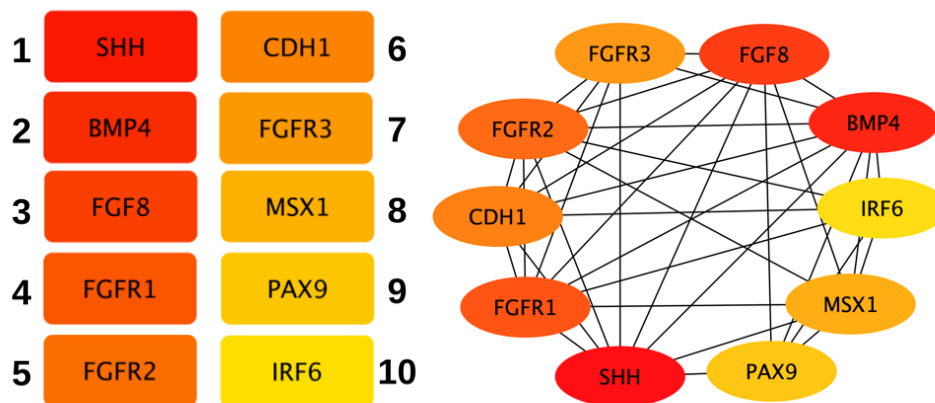 1 SHH CDH1 6
2 BMP4 FGFR3 7
3 FGF8 MSX1 8
4 FGFR1 PAX9 9
5 FGFR2 IRF6 10
FGFR3 FGF8
FGFR2 BMP4
CDH1 IRF6
FGFR1 MSX1
SHH PAX9